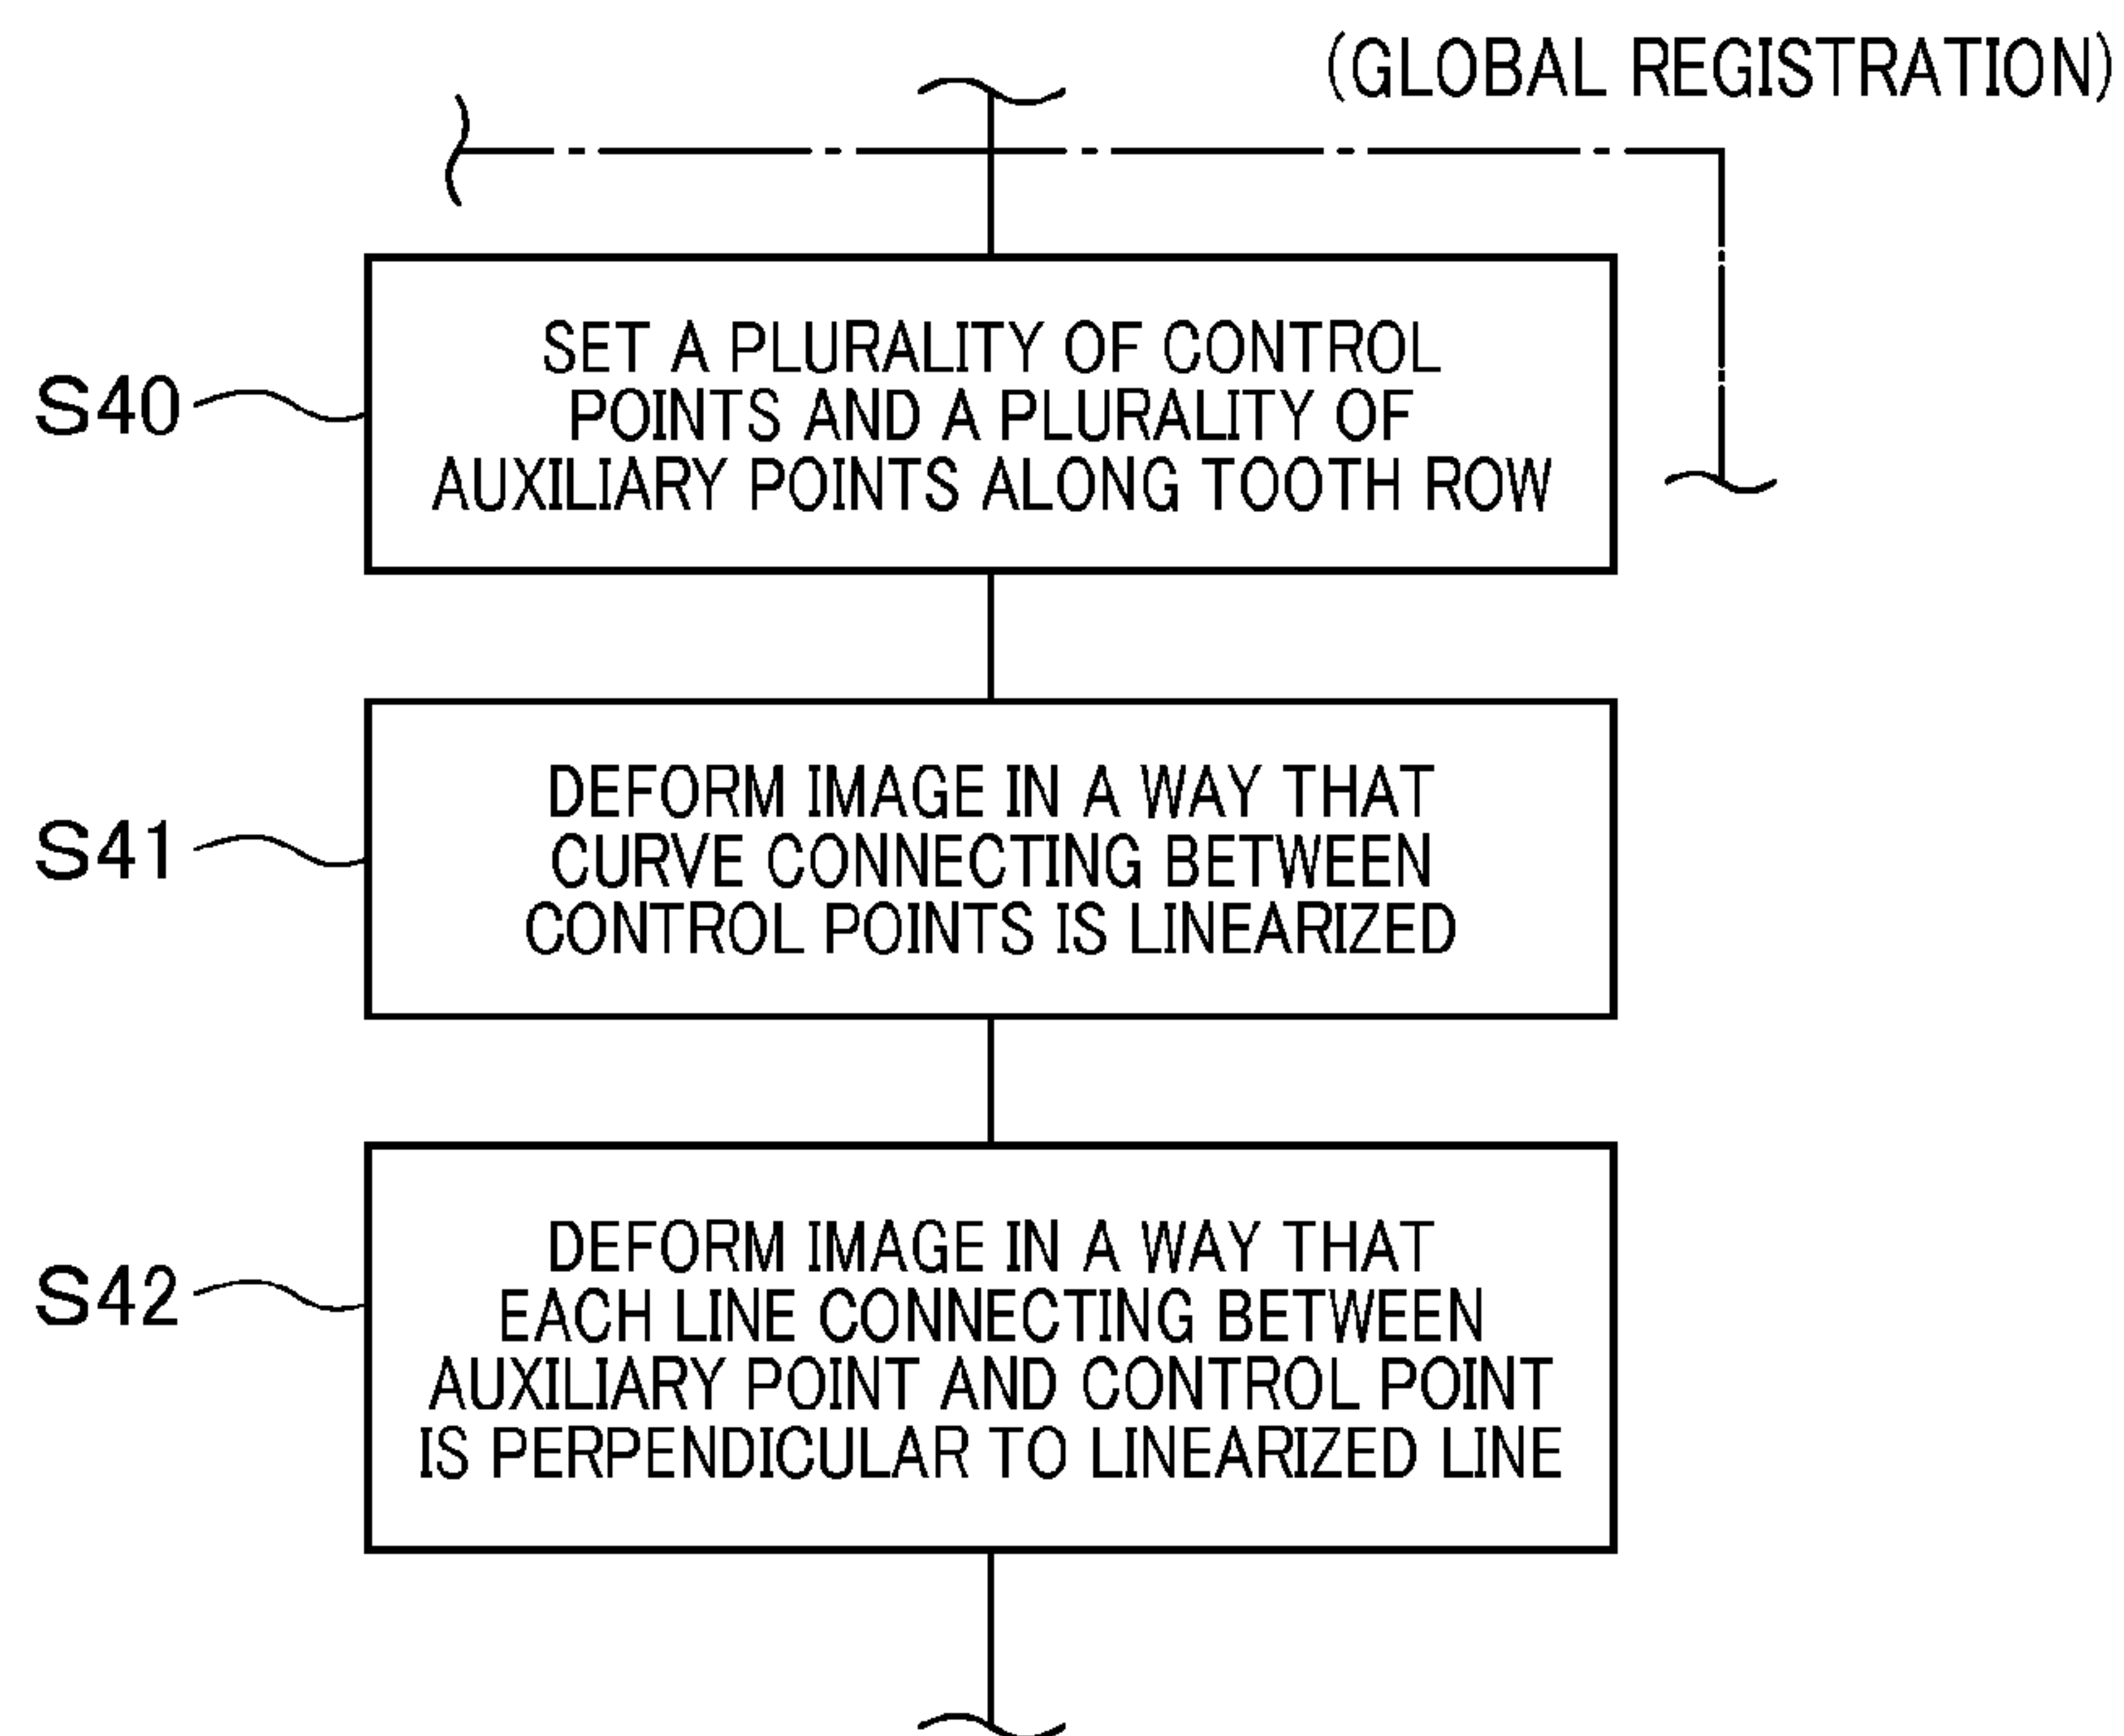 (GLOBAL REGISTRATION)
S40
SET A PLURALITY OF CONTROL
POINTS AND A PLURALITY OF
AUXILIARY POINTS ALONG TOOTH ROW
S41
DEFORM IMAGE IN A WAY THAT
CURVE CONNECTING BETWEEN
CONTROL POINTS IS LINEARIZED
S42
DEFORM IMAGE IN A WAY THAT
EACH LINE CONNECTING BETWEEN
AUXILIARY POINT AND CONTROL POINT
IS PERPENDICULAR TO LINEARIZED LINE